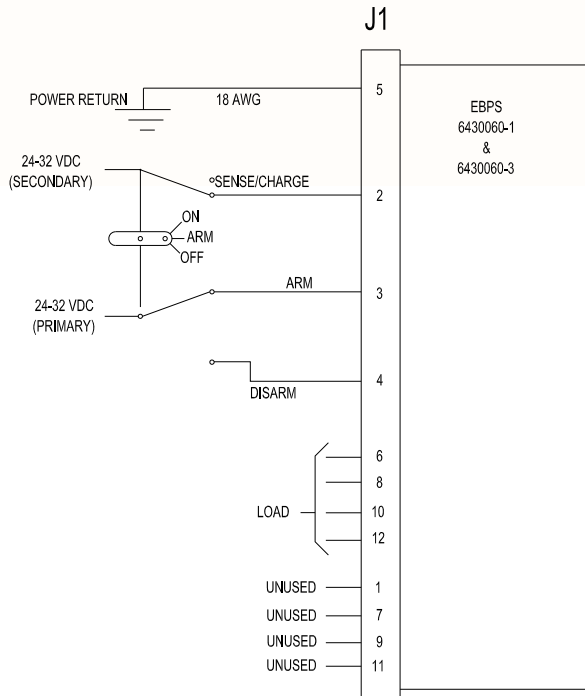 J1
POWER RETURN
18 AWG
5
EBPS
6430060-1
&
6430060-3
24-32 VDC
(SECONDARY)
SENSE/CHARGE
2
ON
ARM
OFF
24-32 VDC
(PRIMARY)
ARM
3
DISARM
4
LOAD
6
8
10
12
UNUSED
1
UNUSED
7
UNUSED
9
UNUSED
11